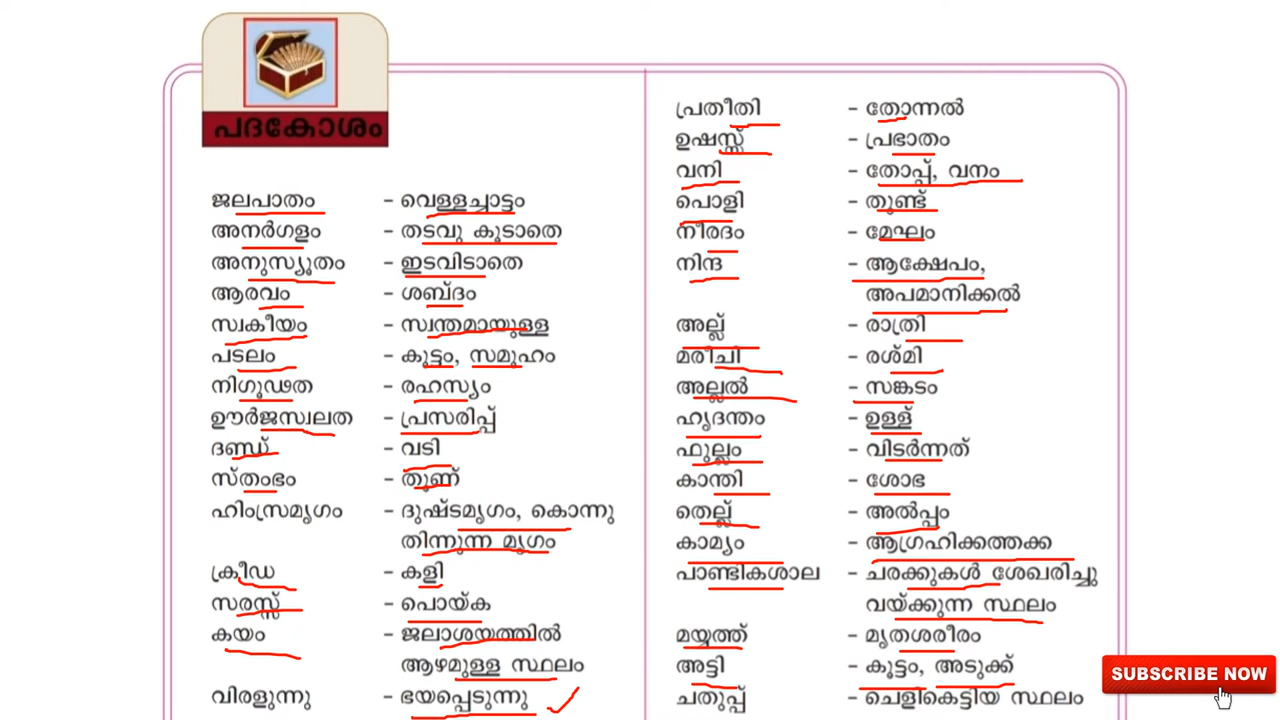 പദകോശം
ജലപാതം – വെള്ളച്ചാട്ടം
അനർഗളം – തടവു കൂടാതെ
അനുസ്യൂതം – ഇടവിടാതെ
ആരവം – ശബ്ദം
സ്വകീയം – സ്വന്തമായുള്ള
പടലം – കൂട്ടം, സമൂഹം
നിഗൂഢത – രഹസ്യം
ഊർജസ്വലത – പ്രസരിപ്പ്
ദണ്ഡ് – വടി
സ്തംഭം – തൂണ്
ഹിംസ്രമൃഗം – ദുഷ്ടമൃഗം, കൊന്നു
തിന്നുന്ന മൃഗം
ക്രീഡ – കളി
സരസ്സ് – പൊയ്ക
കയം – ജലാശയത്തിൽ
ആഴമുള്ള സ്ഥലം
വിരളുന്നു – ഭയപ്പെടുന്നു
പ്രതീതി – തോന്നൽ
ഉഷസ്സ് – പ്രഭാതം
വനി – തോപ്പ്, വനം
പൊളി – തുണ്ട്
നീരദം – മേഘം
നിന്ദ – ആക്ഷേപം,
അപമാനിക്കൽ
അല്ല് – രാത്രി
മരീചി – രശ്മി
അല്ലൽ – സങ്കടം
ഹൃദന്തം – ഉള്ള്
ഫുല്ലം – വിടർന്നത്
കാന്തി – ശോഭ
തെല്ല് – അൽപ്പം
കാമ്യം – ആഗ്രഹിക്കത്തക്ക
പാണ്ടികശാല – ചരക്കുകൾ ശേഖരിച്ചു
വയ്ക്കുന്ന സ്ഥലം
മയ്യത്ത് – മൃതശരീരം
അട്ടി – കൂട്ടം, അടുക്ക്
ചതുപ്പ് – ചെളികെട്ടിയ സ്ഥലം
SUBSCRIBE NOW